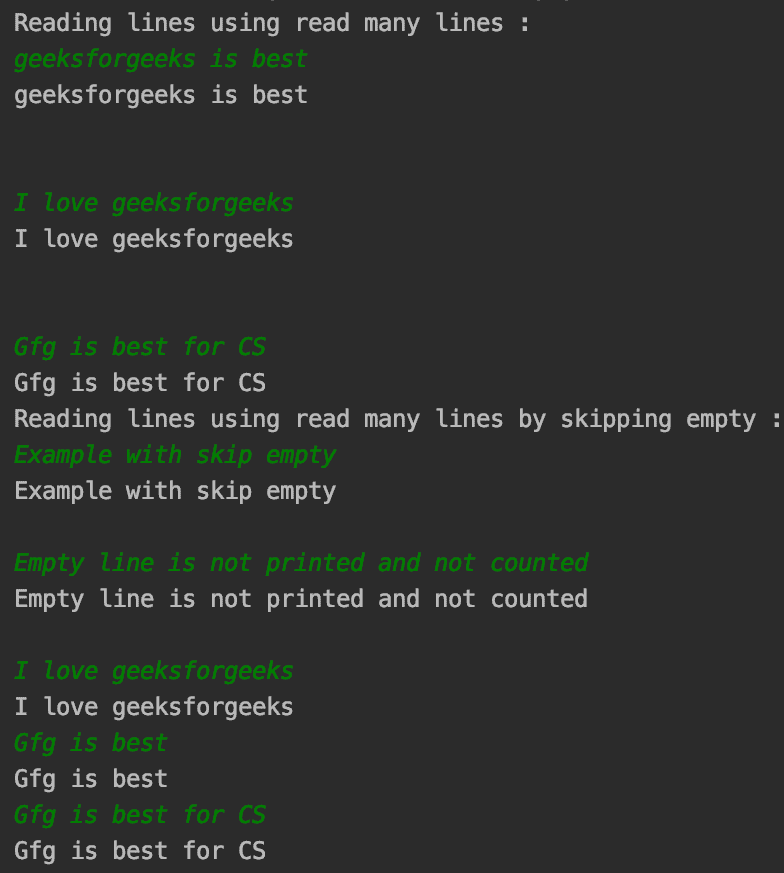 Reading lines using read many lines :
geeksforgeeks is best
geeksforgeeks is best
I love geeksforgeeks
I love geeksforgeeks
Gfg is best for CS
Gfg is best for CS
Reading lines using read many lines by skipping empty :
Example with skip empty
Example with skip empty
Empty line is not printed and not counted
Empty line is not printed and not counted
I love geeksforgeeks
I love geeksforgeeks
Gfg is best
Gfg is best
Gfg is best for CS
Gfg is best for CS